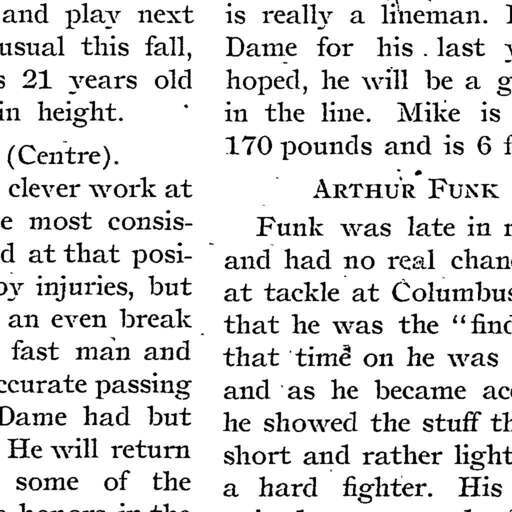 and play next
usual this fall,
s 21 years old
in height.
(Centre).
clever work at
e most consis-
d at that posi-
by injuries, but
an even break
fast man and
ccurate passing
Dame had but
He will return
some of the
is really a lineman.
Dame for his last
hoped, he will be a g
in the line. Mike is
170 pounds and is 6 f
ARTHUR FUNK
Funk was late in r
and had no real chanc
at tackle at Columbus
that he was the "find
that time on he was
and as he became acc
he showed the stuff th
short and rather light
a hard fighter. His